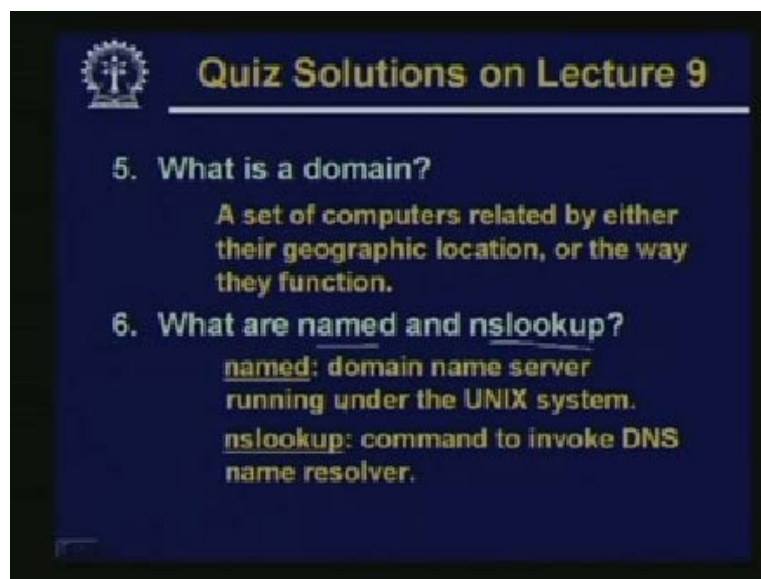 Quiz Solutions on Lecture 9
5. What is a domain?
A set of computers related by either
their geographic location, or the way
they function.
6. What are named and nslookup?
named: domain name server
running under the UNIX system.
nslookup: command to invoke DNS
name resolver.